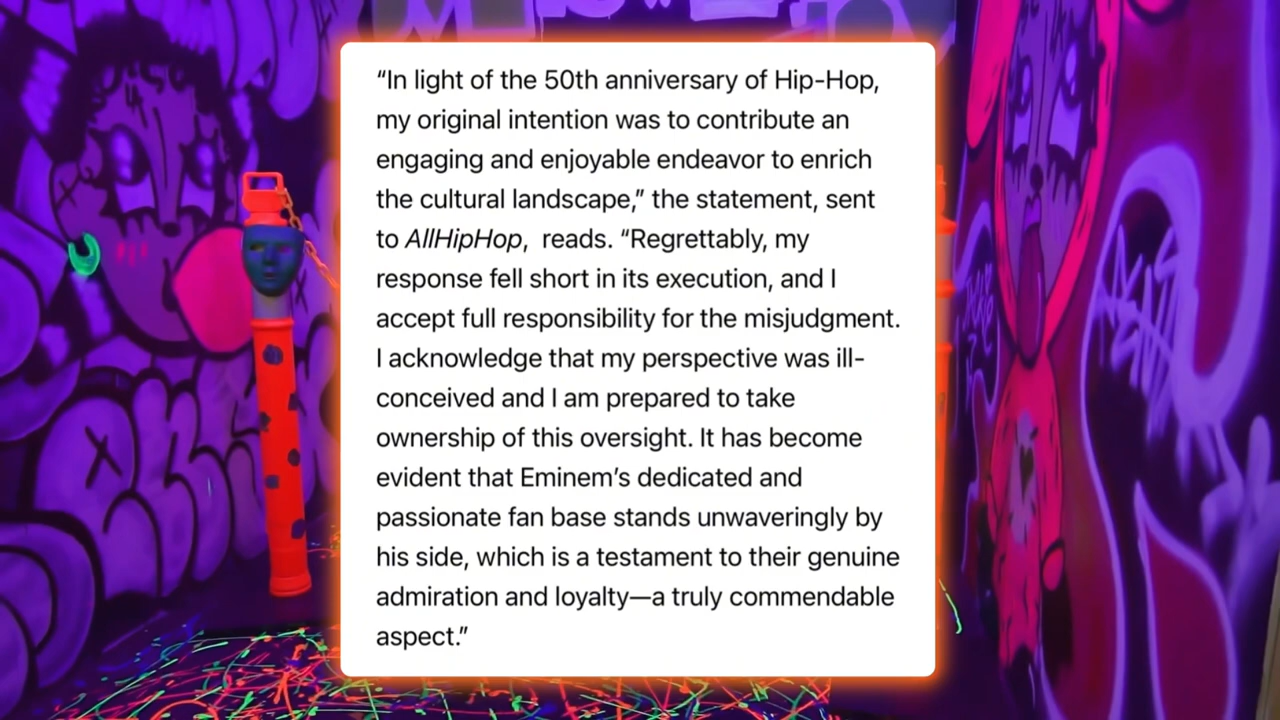 “In light of the 50th anniversary of Hip-Hop,
my original intention was to contribute an
engaging and enjoyable endeavor to enrich
the cultural landscape,” the statement, sent
to AllHipHop,  reads. “Regrettably, my
response fell short in its execution, and I
accept full responsibility for the misjudgment.
I acknowledge that my perspective was ill-
conceived and I am prepared to take
ownership of this oversight. It has become
evident that Eminem’s dedicated and
passionate fan base stands unwaveringly by
his side, which is a testament to their genuine
admiration and loyalty—a truly commendable
aspect.”